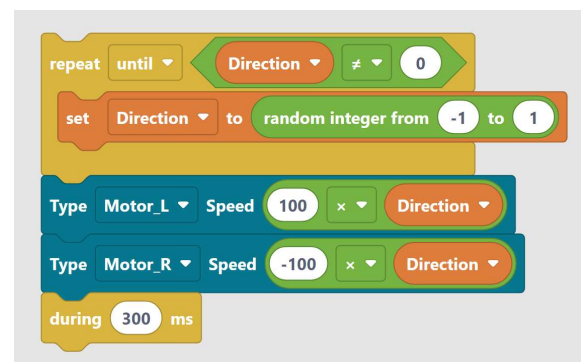 repeat until Direction ≠ 0
set Direction to random integer from -1 to 1
Type Motor_L Speed 100 × Direction
Type Motor_R Speed -100 × Direction
during 300 ms